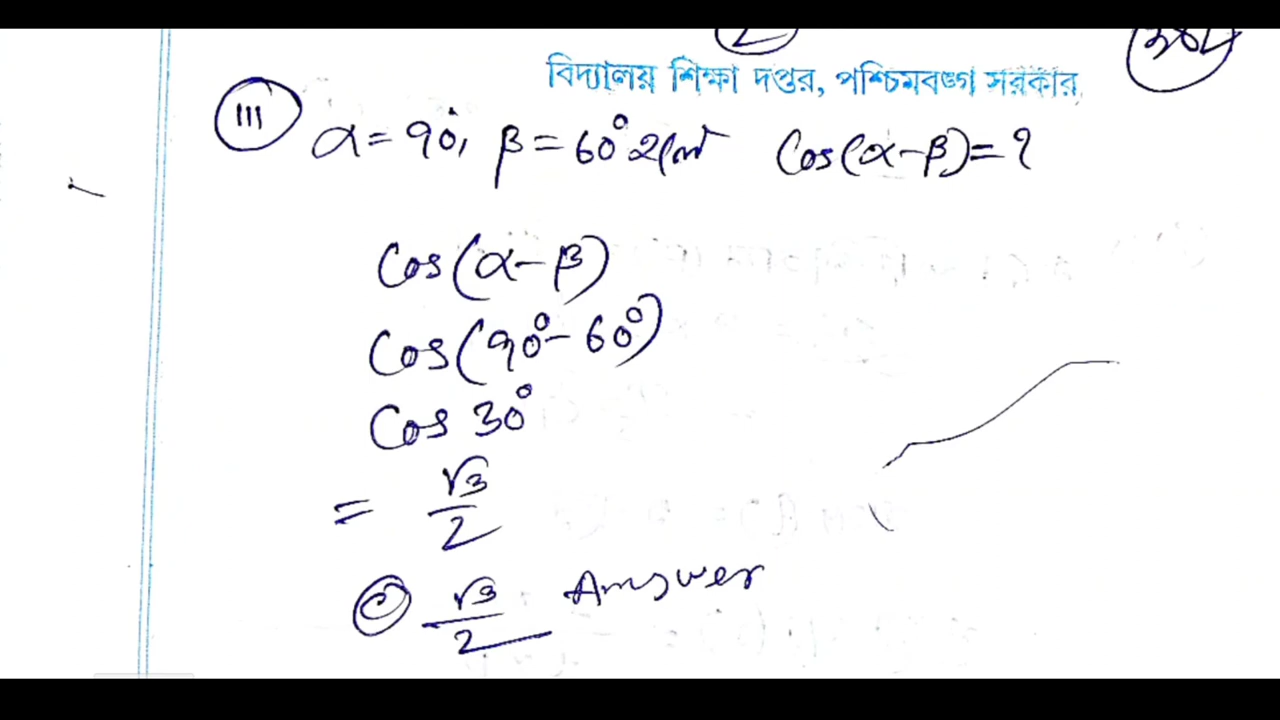 বিদ্যালয় শিক্ষা দপ্তর, পশ্চিমবঙ্গ সরকার
(III) α = 90°, β = 60° হলে Cos(α-β) = ?
Cos(α-β)
Cos(90°-60°)
Cos 30°
= √3/2
(C) √3/2 Answer